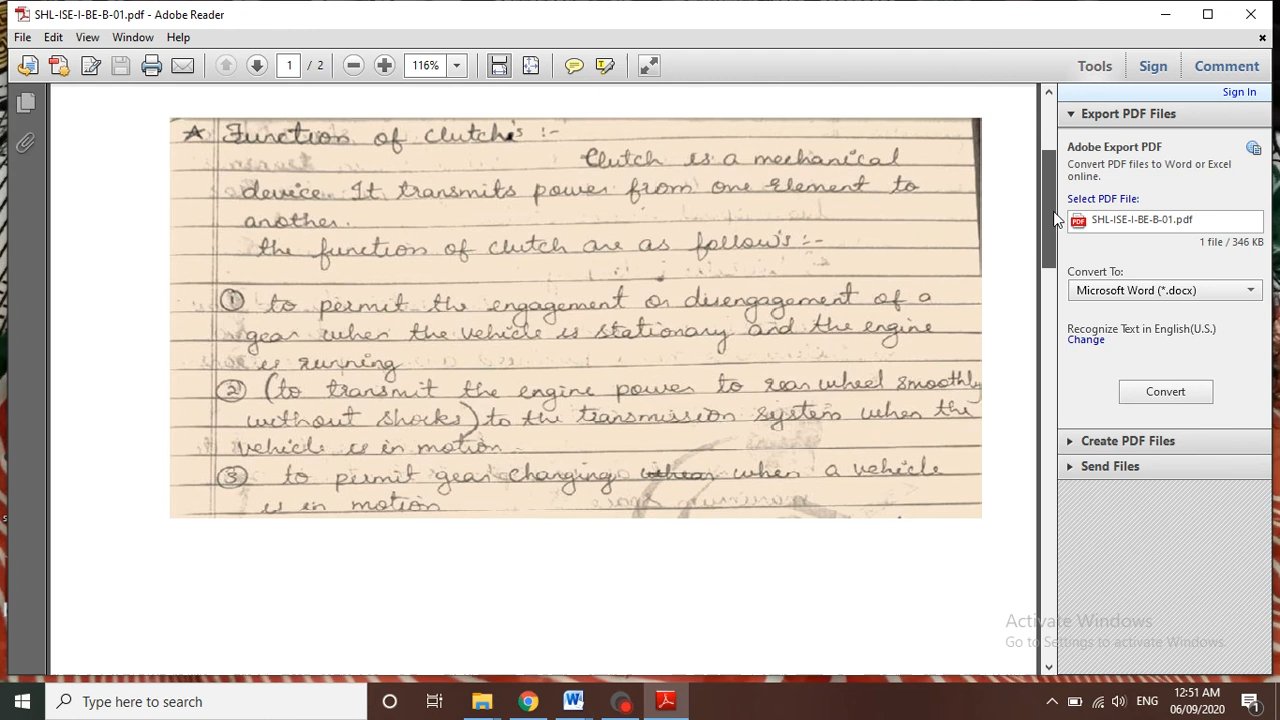 SHL-ISE-I-BE-B-01.pdf - Adobe Reader
File Edit View Window Help
1 / 2 116% Tools Sign Comment
Sign In
Export PDF Files
Adobe Export PDF
Convert PDF files to Word or Excel
online.
Select PDF File:
SHL-ISE-I-BE-B-01.pdf
1 file / 346 KB
Convert To:
Microsoft Word (*.docx)
Recognize Text in English(U.S.)
Change
Convert
Create PDF Files
Send Files
Function of clutch's :-
Clutch is a mechanical
device. It transmits power from one element to
another.
the function of clutch are as follow's :-
① to permit the engagement or disengagement of a
gear when the vehicle is stationary and the engine
is running
② (to transmit the engine power to rear wheel smoothly
without shocks) to the transmission system when the
vehicle is in motion.
③ to permit gear changing when a vehicle
is in motion
Activate Windows
Go to Settings to activate Windows.
Type here to search
ENG
12:51 AM
06/09/2020
1